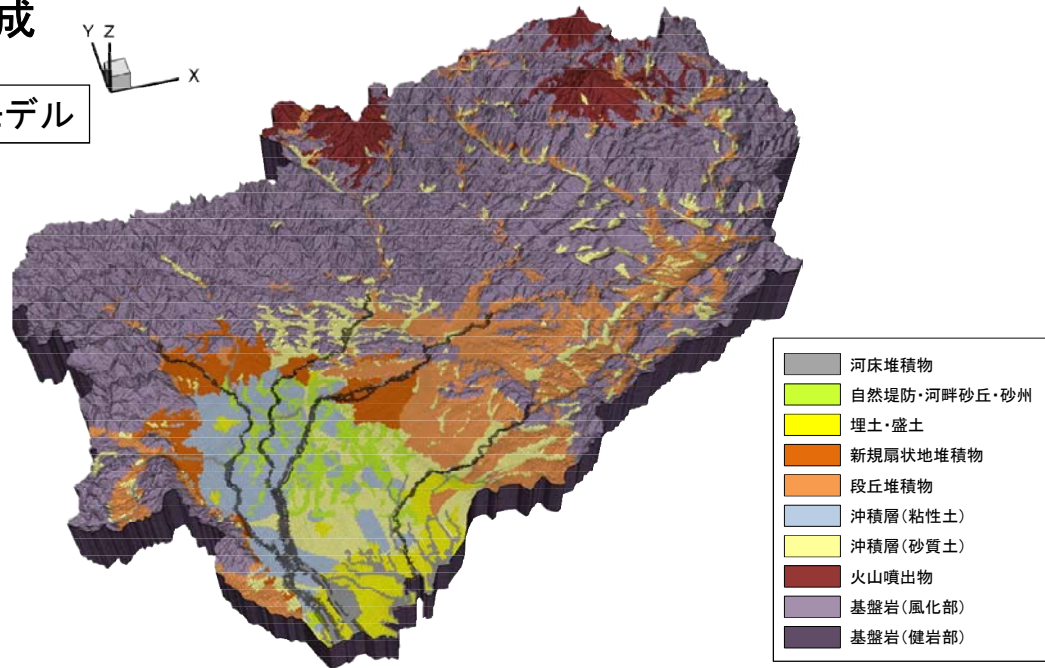 成
Y Z
X
モデル
河床堆積物
自然堤防・河畔砂丘・砂州
埋土・盛土
新規扇状地堆積物
段丘堆積物
沖積層(粘性土)
沖積層(砂質土)
火山噴出物
基盤岩(風化部)
基盤岩(健岩部)